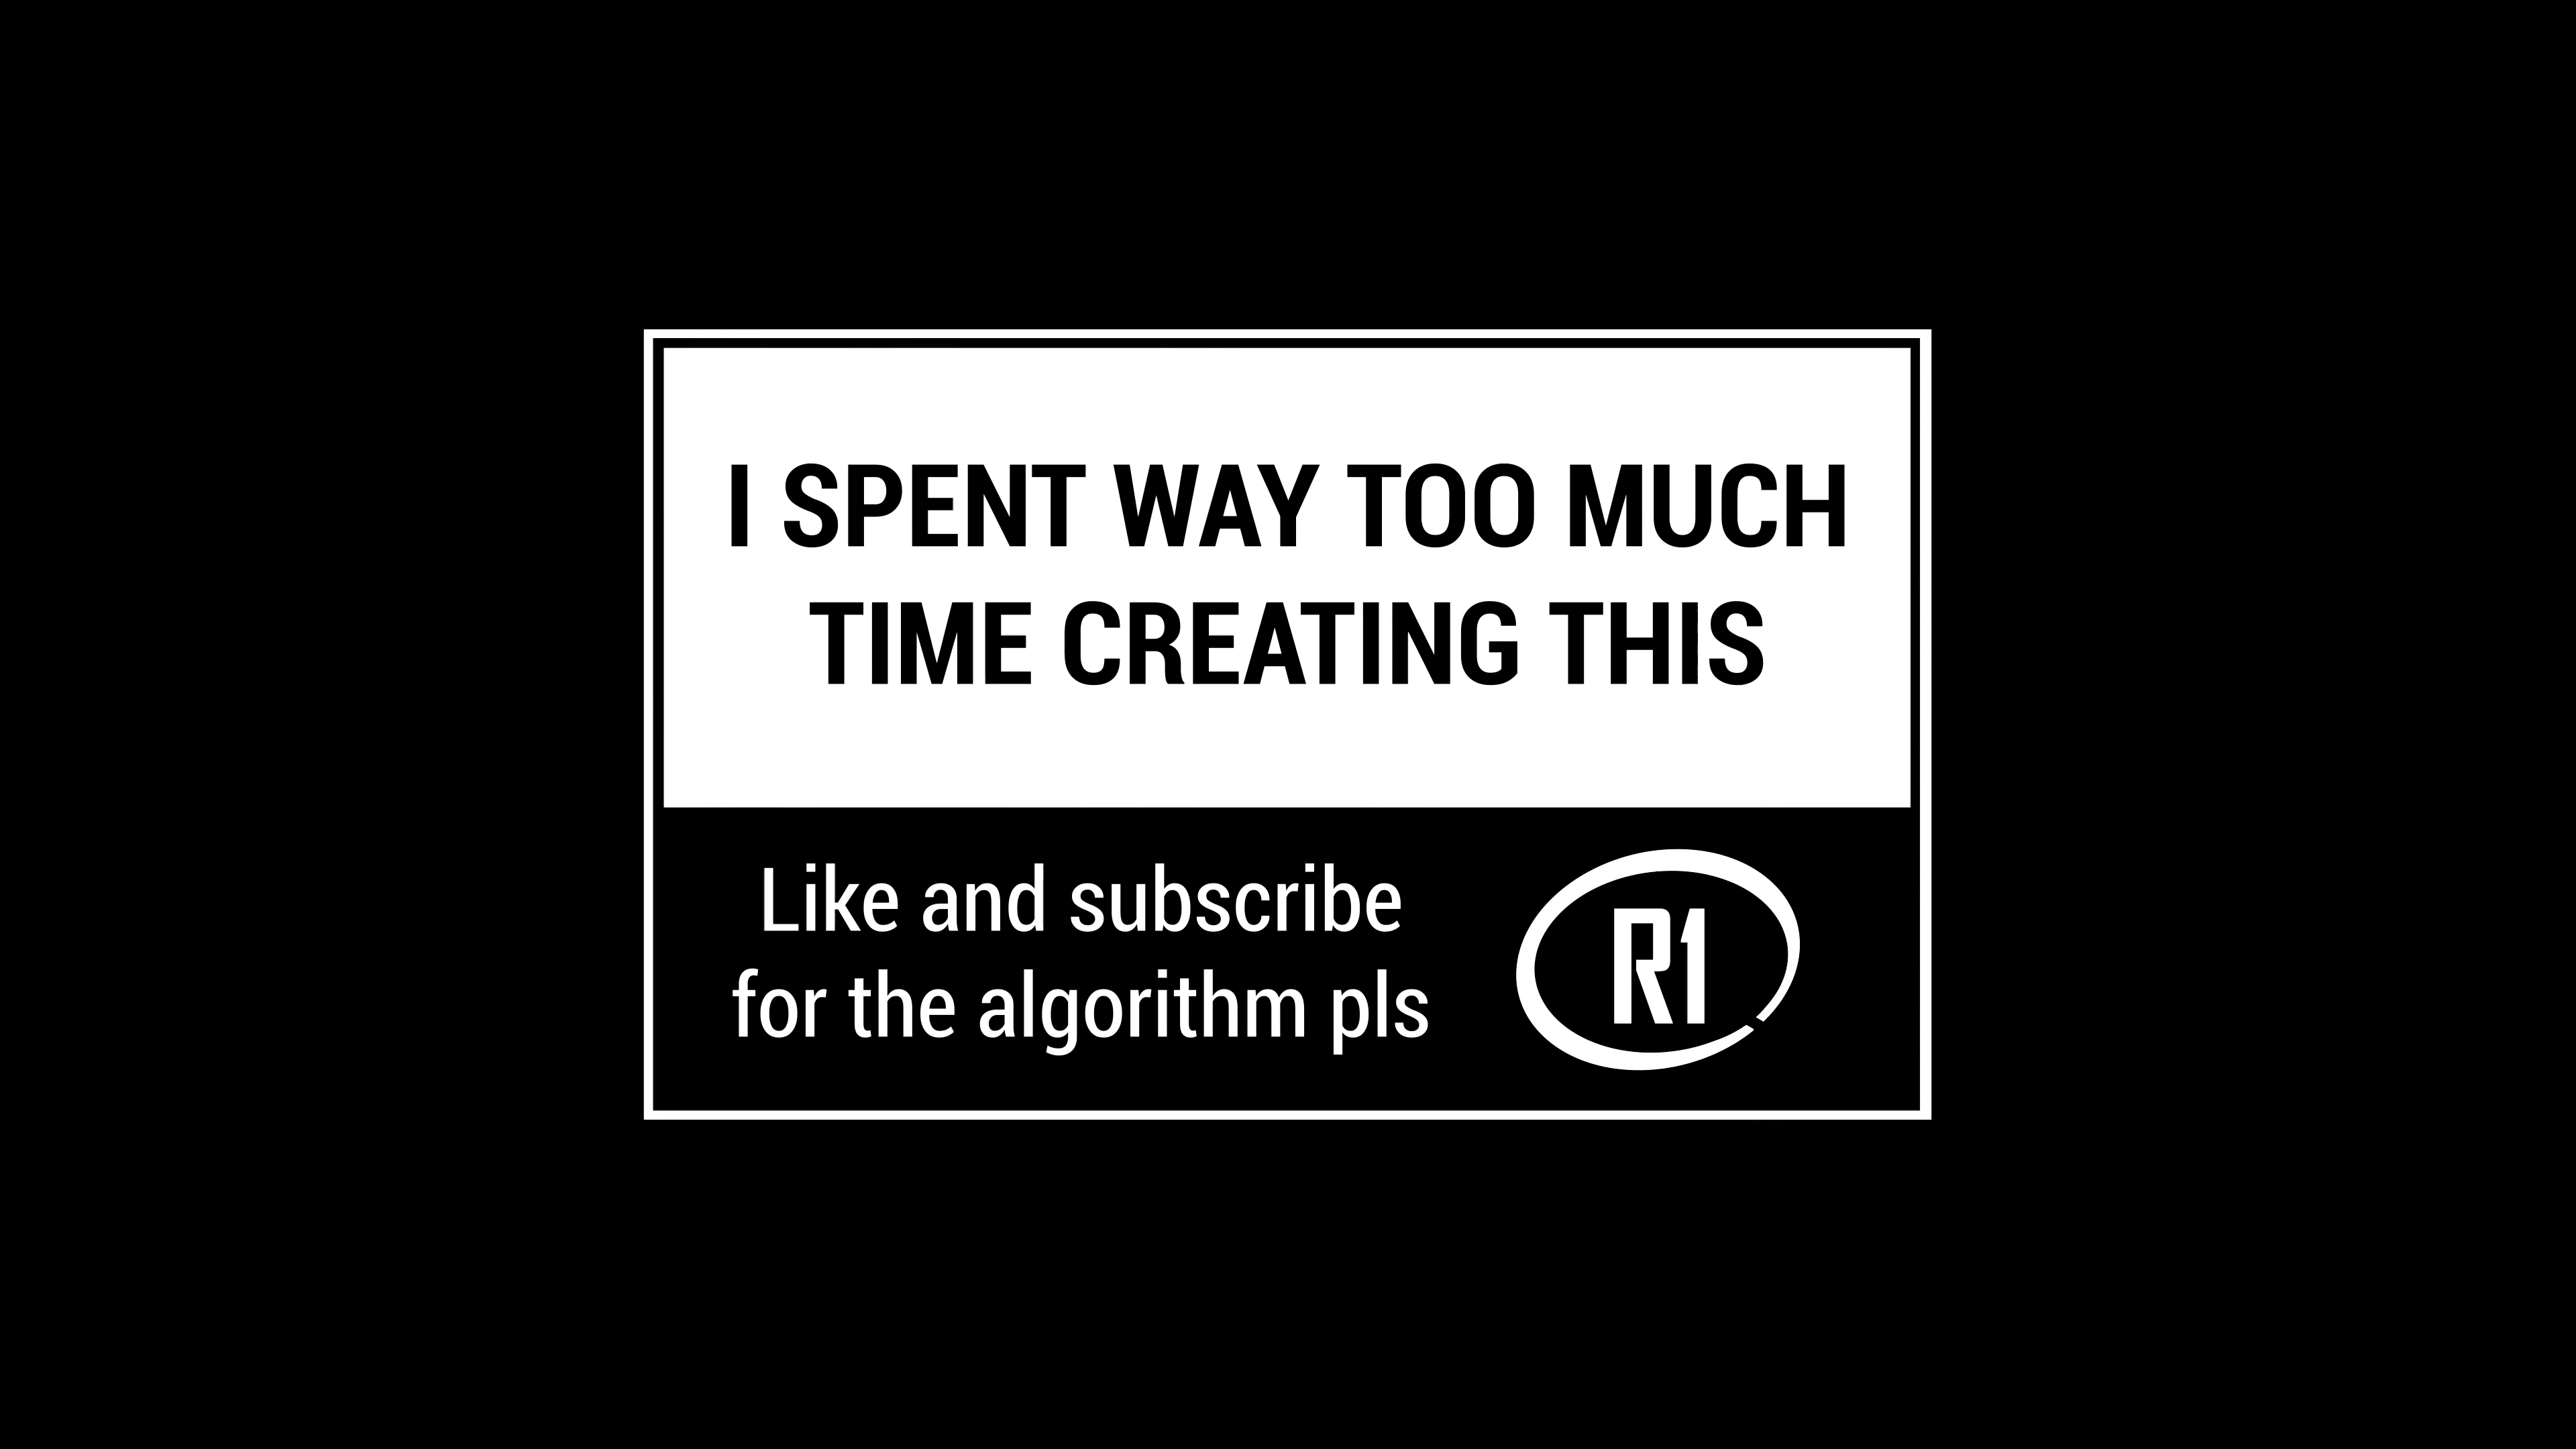 I SPENT WAY TOO MUCH
TIME CREATING THIS
Like and subscribe
for the algorithm pls
R1